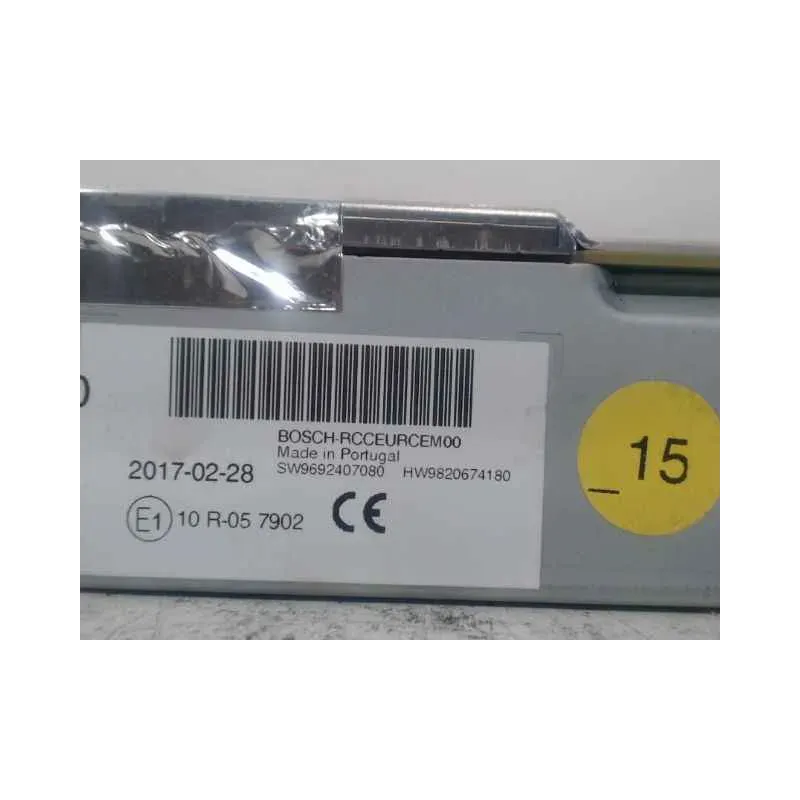 BOSCH-RCCEURCEM00
Made in Portugal
2017-02-28 SW9692407080 HW9820674180
E1 10 R-05 7902 CE
_15